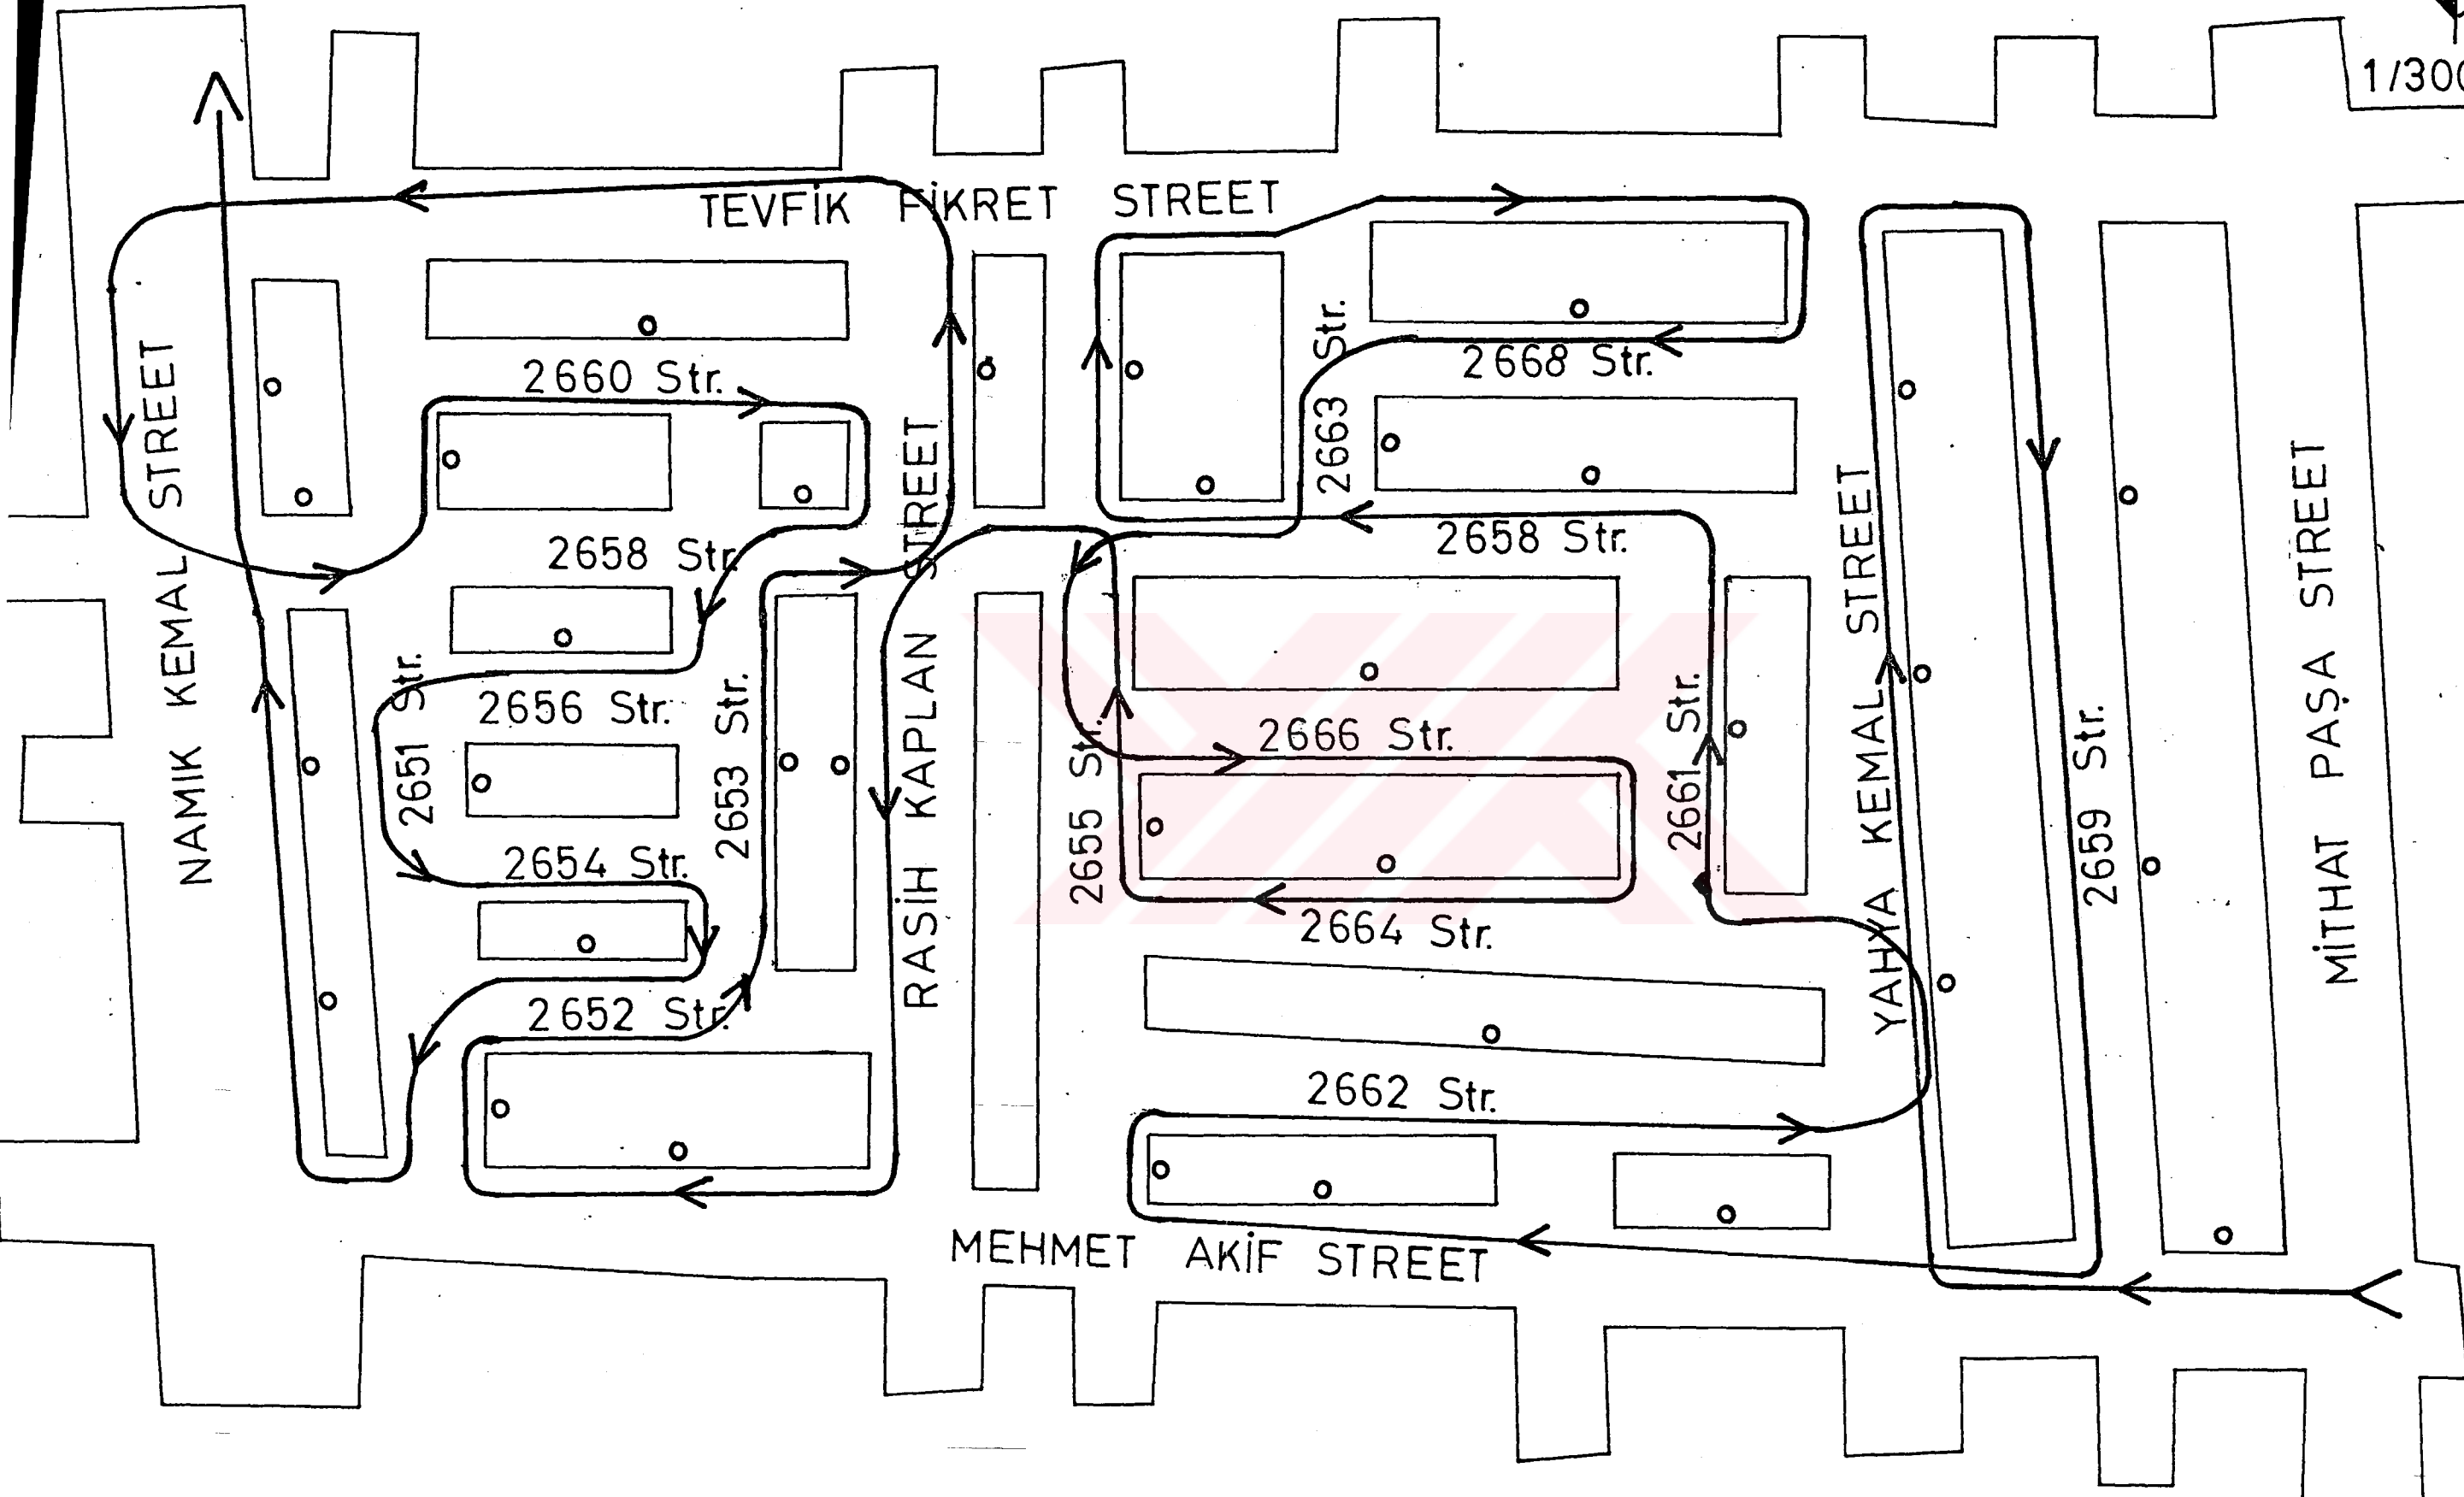 1/300
TEVFİK FİKRET STREET
2660 Str.
2663 Str.
2668 Str.
2658 Str.
2658 Str.
NAMIK KEMAL STREET
2651 Str.
2656 Str.
2653 Str.
2654 Str.
2652 Str.
RASİH KAPLAN STREET
2655 Str.
2666 Str.
2664 Str.
2661 Str.
2662 Str.
YAHYA KEMAL STREET
2659 Str.
MİTHAT PAŞA STREET
MEHMET AKİF STREET